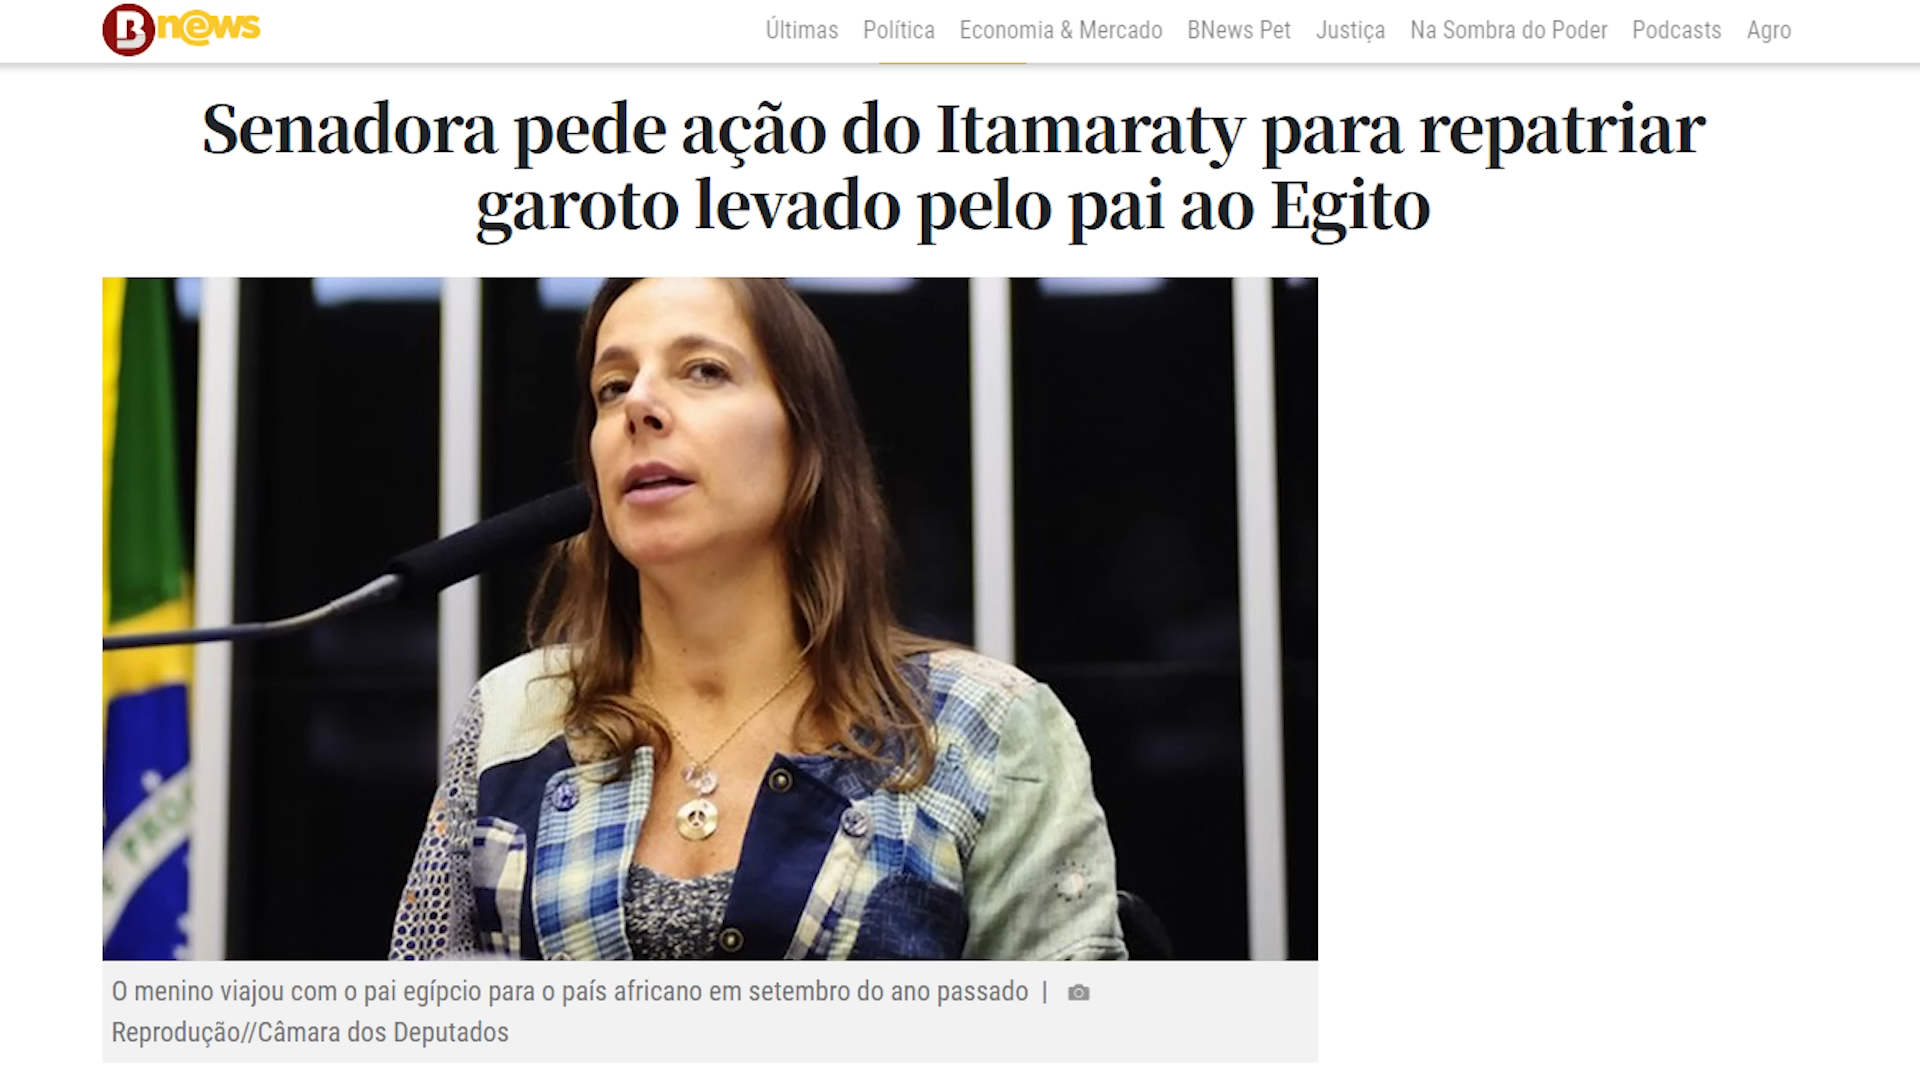 B
n@ws
Últimas Política Economia & Mercado BNews Pet Justiça Na Sombra do Poder Podcasts Agro
Senadora pede ação do Itamaraty para repatriar
garoto levado pelo pai ao Egito
O menino viajou com o pai egípcio para o país africano em setembro do ano passado |
Reprodução//Câmara dos Deputados